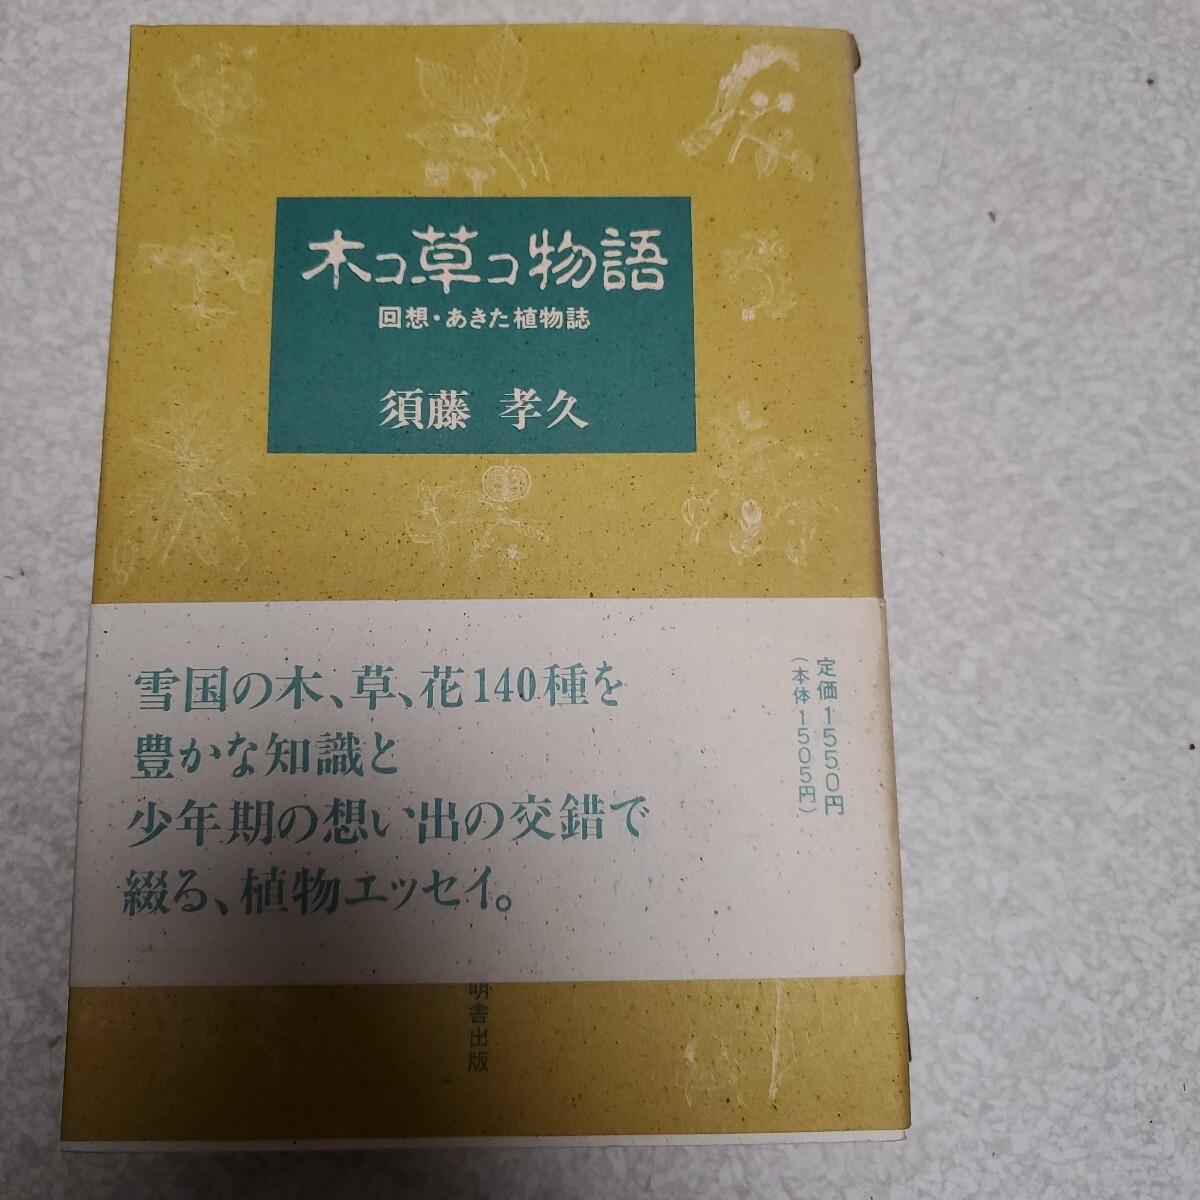 木コ草コ物語
回想・あきた植物誌
須藤 孝久
雪国の木、草、花140種を
豊かな知識と
少年期の想い出の交錯で
綴る、植物エッセイ。
定価1550円
(本体1505円)
明舎出版